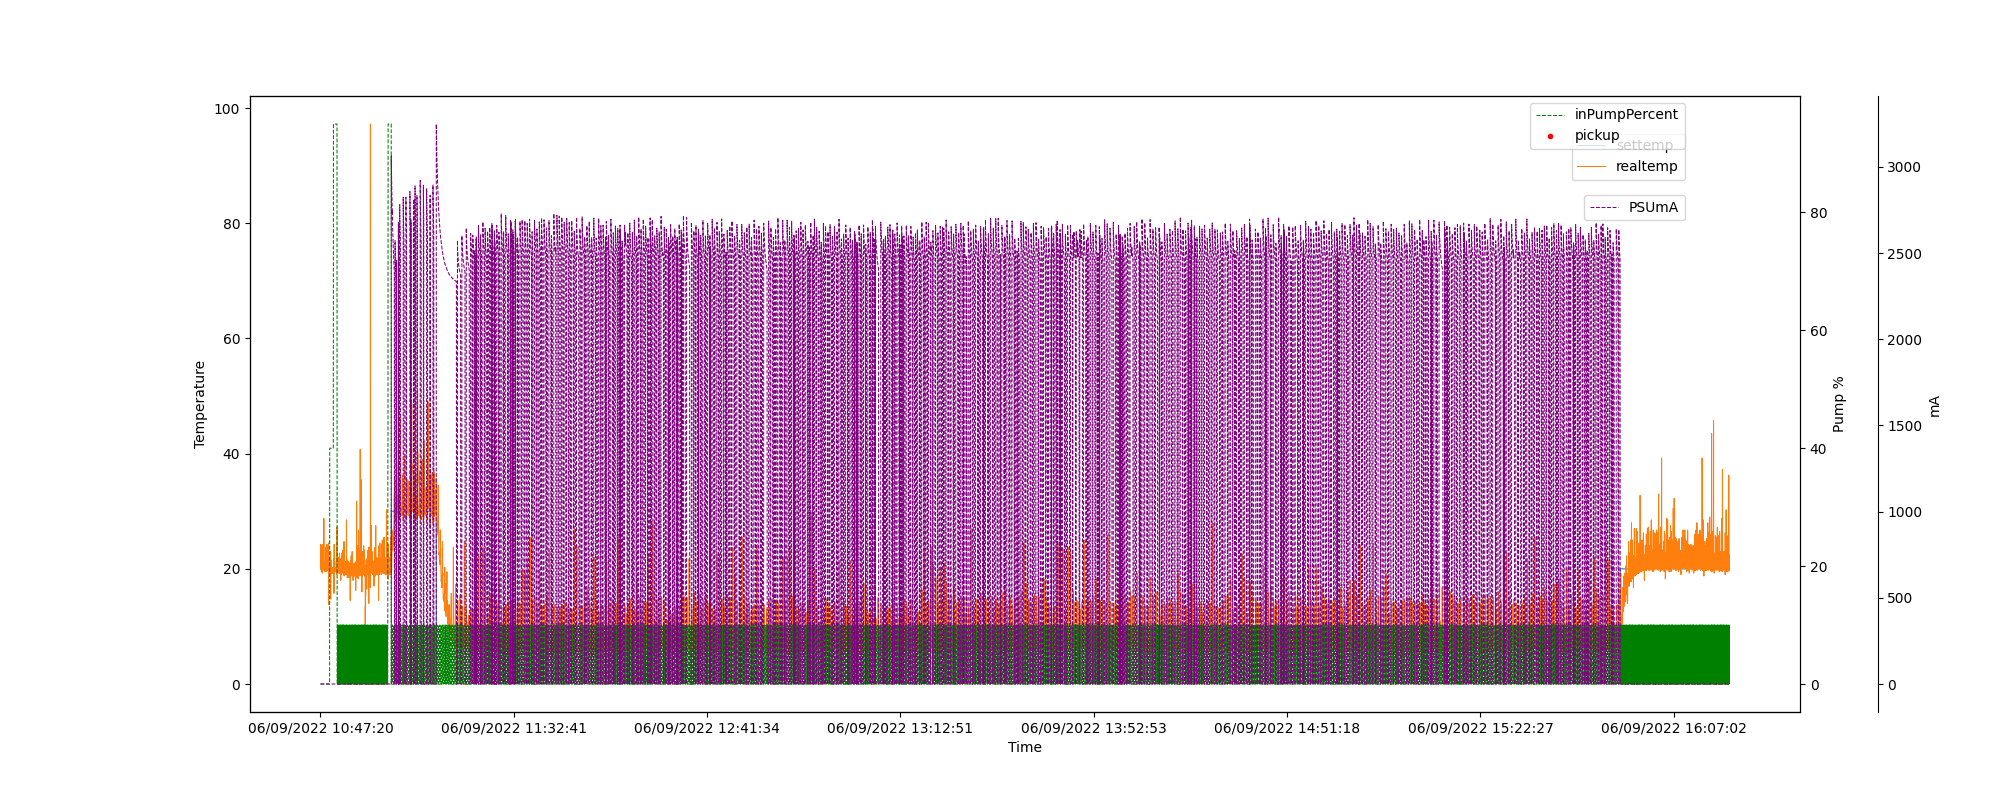 100
80
60
40
20
0
Temperature
inPumpPercent
pickup
settemp
realtemp
PSUmA
80
60
40
20
0
Pump %
3000
2500
2000
1500
1000
500
0
mA
06/09/2022 10:47:20
06/09/2022 11:32:41
06/09/2022 12:41:34
06/09/2022 13:12:51
06/09/2022 13:52:53
06/09/2022 14:51:18
06/09/2022 15:22:27
06/09/2022 16:07:02
Time